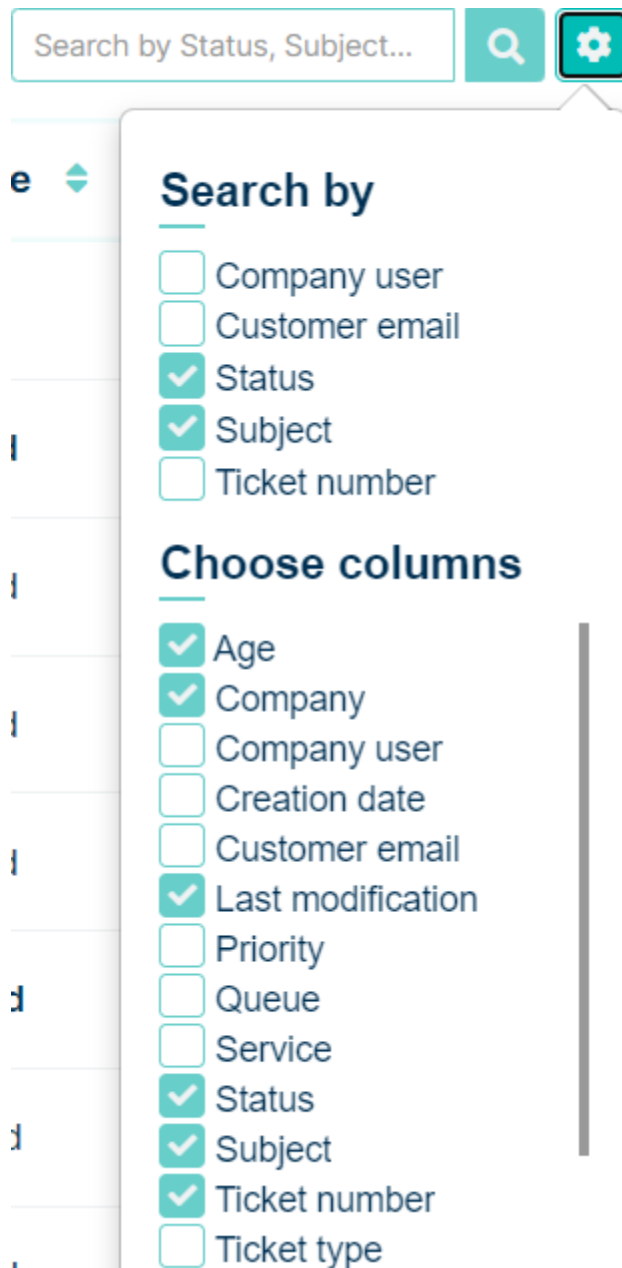 Search by Status, Subject...
e
Search by
Company user
Customer email
Status
Subject
Ticket number
Choose columns
Age
Company
Company user
Creation date
Customer email
Last modification
Priority
Queue
Service
Status
Subject
Ticket number
Ticket type